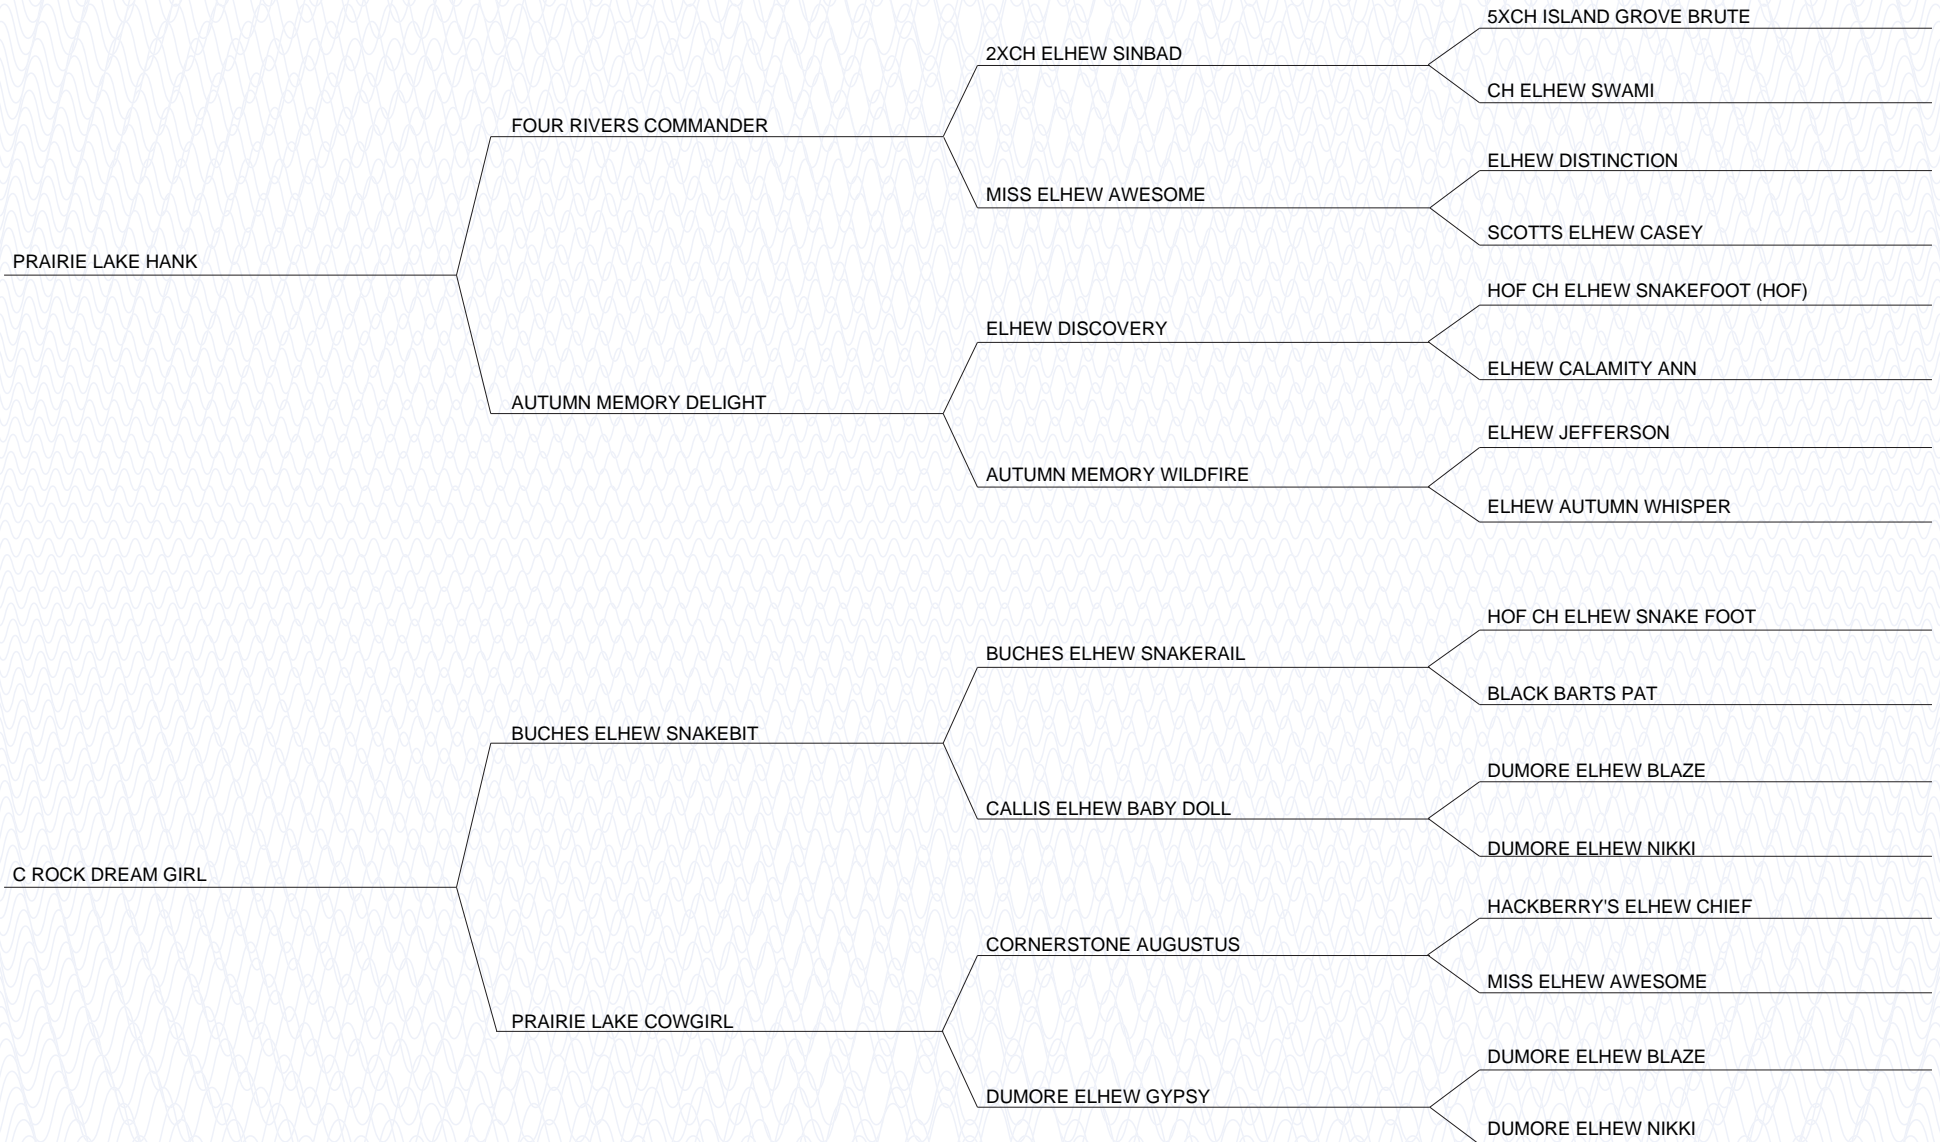 5XCH ISLAND GROVE BRUTE
2XCH ELHEW SINBAD
CH ELHEW SWAMI
FOUR RIVERS COMMANDER
ELHEW DISTINCTION
MISS ELHEW AWESOME
SCOTTS ELHEW CASEY
PRAIRIE LAKE HANK
HOF CH ELHEW SNAKEFOOT (HOF)
ELHEW DISCOVERY
ELHEW CALAMITY ANN
AUTUMN MEMORY DELIGHT
ELHEW JEFFERSON
AUTUMN MEMORY WILDFIRE
ELHEW AUTUMN WHISPER
HOF CH ELHEW SNAKE FOOT
BUCHES ELHEW SNAKERAIL
BLACK BARTS PAT
BUCHES ELHEW SNAKEBIT
DUMORE ELHEW BLAZE
CALLIS ELHEW BABY DOLL
DUMORE ELHEW NIKKI
C ROCK DREAM GIRL
HACKBERRY'S ELHEW CHIEF
CORNERSTONE AUGUSTUS
MISS ELHEW AWESOME
PRAIRIE LAKE COWGIRL
DUMORE ELHEW BLAZE
DUMORE ELHEW GYPSY
DUMORE ELHEW NIKKI